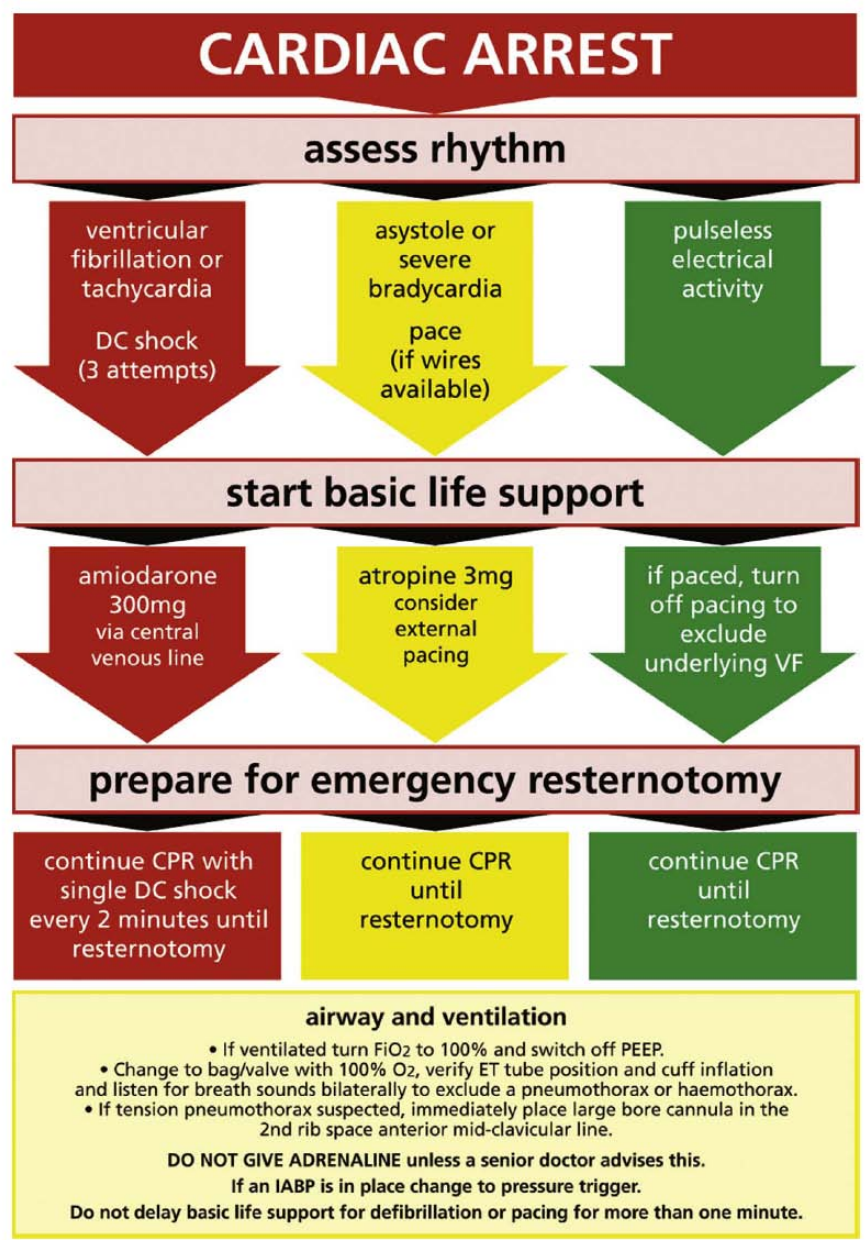 CARDIAC ARREST
assess rhythm
ventricular
fibrillation or
tachycardia
DC shock
(3 attempts)
asystole or
severe
bradycardia
pace
(if wires
available)
pulseless
electrical
activity
start basic life support
amiodarone
300mg
via central
venous line
atropine 3mg
consider
external
pacing
if paced, turn
off pacing to
exclude
underlying VF
prepare for emergency resternotomy
continue CPR with
single DC shock
every 2 minutes until
resternotomy
continue CPR
until
resternotomy
continue CPR
until
resternotomy
airway and ventilation
• If ventilated turn FiO2 to 100% and switch off PEEP.
• Change to bag/valve with 100% O2, verify ET tube position and cuff inflation
and listen for breath sounds bilaterally to exclude a pneumothorax or haemothorax.
• If tension pneumothorax suspected, immediately place large bore cannula in the
2nd rib space anterior mid-clavicular line.
DO NOT GIVE ADRENALINE unless a senior doctor advises this.
If an IABP is in place change to pressure trigger.
Do not delay basic life support for defibrillation or pacing for more than one minute.